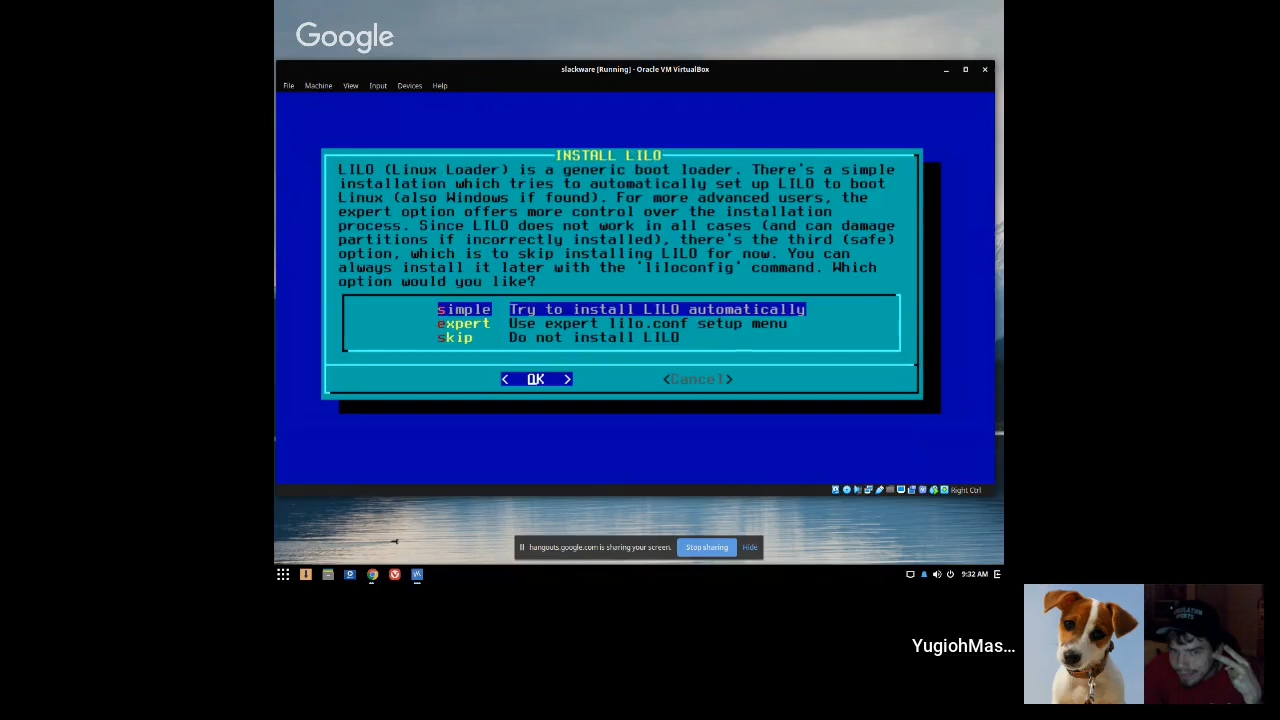 Google
slackware [Running] - Oracle VM VirtualBox
File Machine View Input Devices Help
INSTALL LILO
LILO (Linux Loader) is a generic boot loader. There's a simple
installation which tries to automatically set up LILO to boot
Linux (also Windows if found). For more advanced users, the
expert option offers more control over the installation
process. Since LILO does not work in all cases (and can damage
partitions if incorrectly installed), there's the third (safe)
option, which is to skip installing LILO for now. You can
always install it later with the 'liloconfig' command. Which
option would you like?
simple Try to install LILO automatically
expert Use expert lilo.conf setup menu
skip Do not install LILO
< OK > <Cancel>
Right Ctrl
hangouts.google.com is sharing your screen. Stop sharing Hide
9:32 AM
YugiohMas...